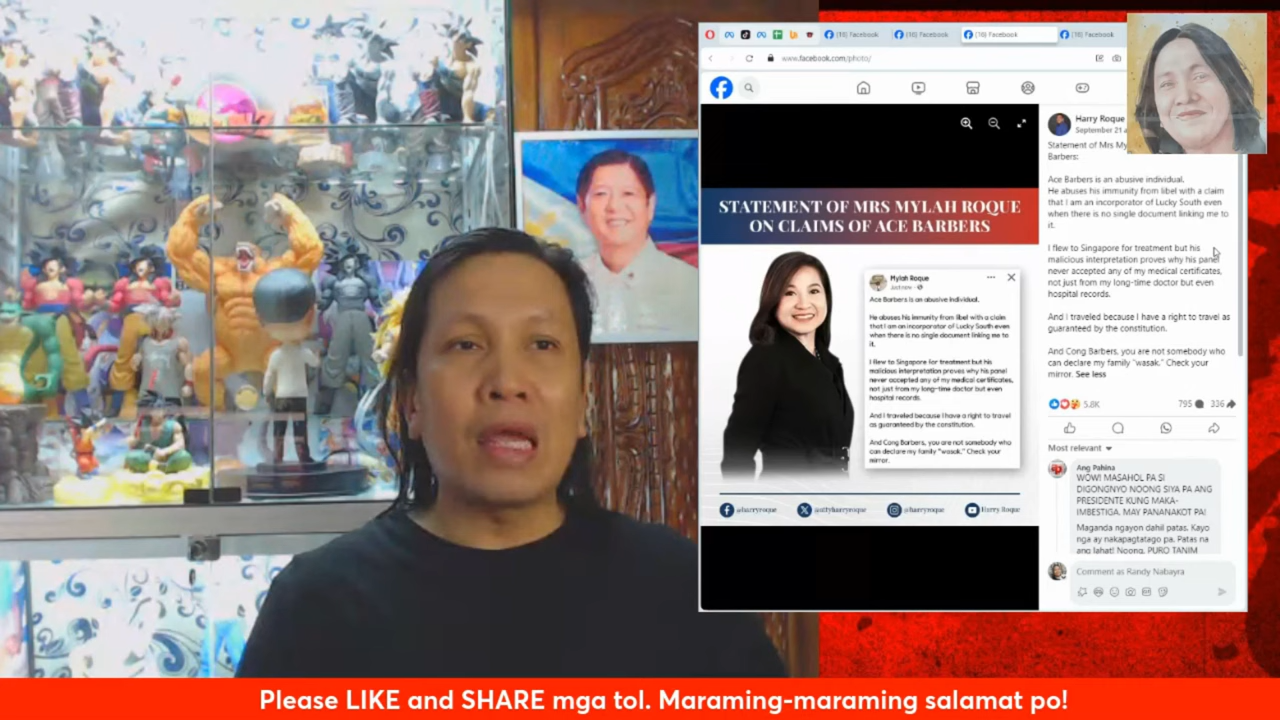 (10) Facebook
(10) Facebook
(10) Facebook
(10) Facebook
www.facebook.com/photo/
Harry Roque
September 21
Statement of Mrs
Barbers:
Ace Barbers is an abusive individual.
He abuses his immunity from libel with a claim
that I am an incorporator of Lucky South even
when there is no single document linking me to
it.
I flew to Singapore for treatment but his
malicious interpretation proves why his panel
never accepted any of my medical certificates,
not just from my long-time doctor but even
hospital records.
And I traveled because I have a right to travel as
guaranteed by the constitution.
And Cong Barbers, you are not somebody who
can declare my family "wasak." Check your
mirror. See less
5.8K
795
336
Most relevant
Ang Pahina
WOW! MASAHOL PA SI
DIGONGNYO NOONG SIYA PA ANG
PRESIDENTE KUNG MAKA-
IMBESTIGA. MAY PANANAKOT PA!
Maganda ngayon dahil patas. Kayo
nga ay nakapagtatago pa. Patas na
ang lahat! Noong, PURO TANIM
Comment as Randy Nabayra
STATEMENT OF MRS MYLAH ROQUE
ON CLAIMS OF ACE BARBERS
Mylah Roque
Just now
Ace Barbers is an abusive individual.
He abuses his immunity from libel with a claim
that I am an incorporator of Lucky South even
when there is no single document linking me to
it.
I flew to Singapore for treatment but his
malicious interpretation proves why his panel
never accepted any of my medical certificates,
not just from my long-time doctor but even
hospital records.
And I traveled because I have a right to travel
as guaranteed by the constitution.
And Cong Barbers, you are not somebody who
can declare my family "wasak." Check your
mirror.
@harryroque
@attyharryroque
@harryroque
Harry Roque
Please LIKE and SHARE mga tol. Maraming-maraming salamat po!